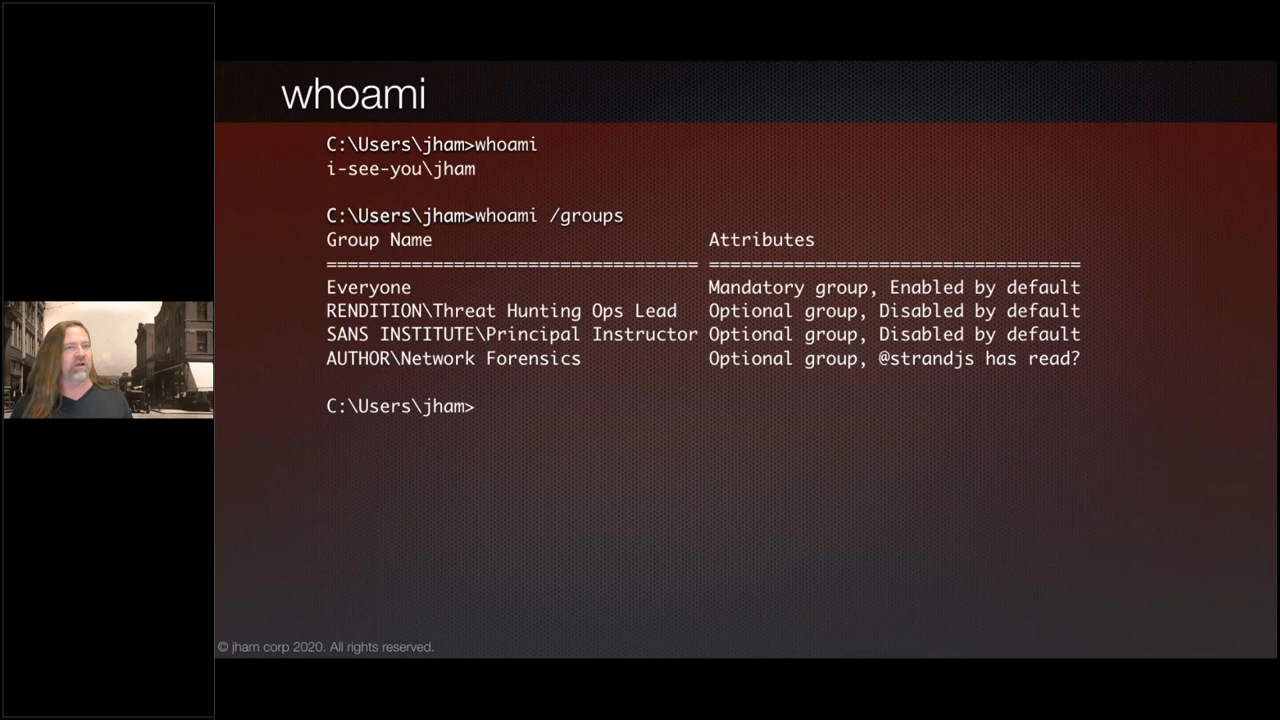 whoami
C:\Users\jham>whoami
i-see-you\jham
C:\Users\jham>whoami /groups
Group Name Attributes
=================================== ===================================
Everyone Mandatory group, Enabled by default
RENDITION\Threat Hunting Ops Lead Optional group, Disabled by default
SANS INSTITUTE\Principal Instructor Optional group, Disabled by default
AUTHOR\Network Forensics Optional group, @strandjs has read?
C:\Users\jham>
© jham corp 2020. All rights reserved.